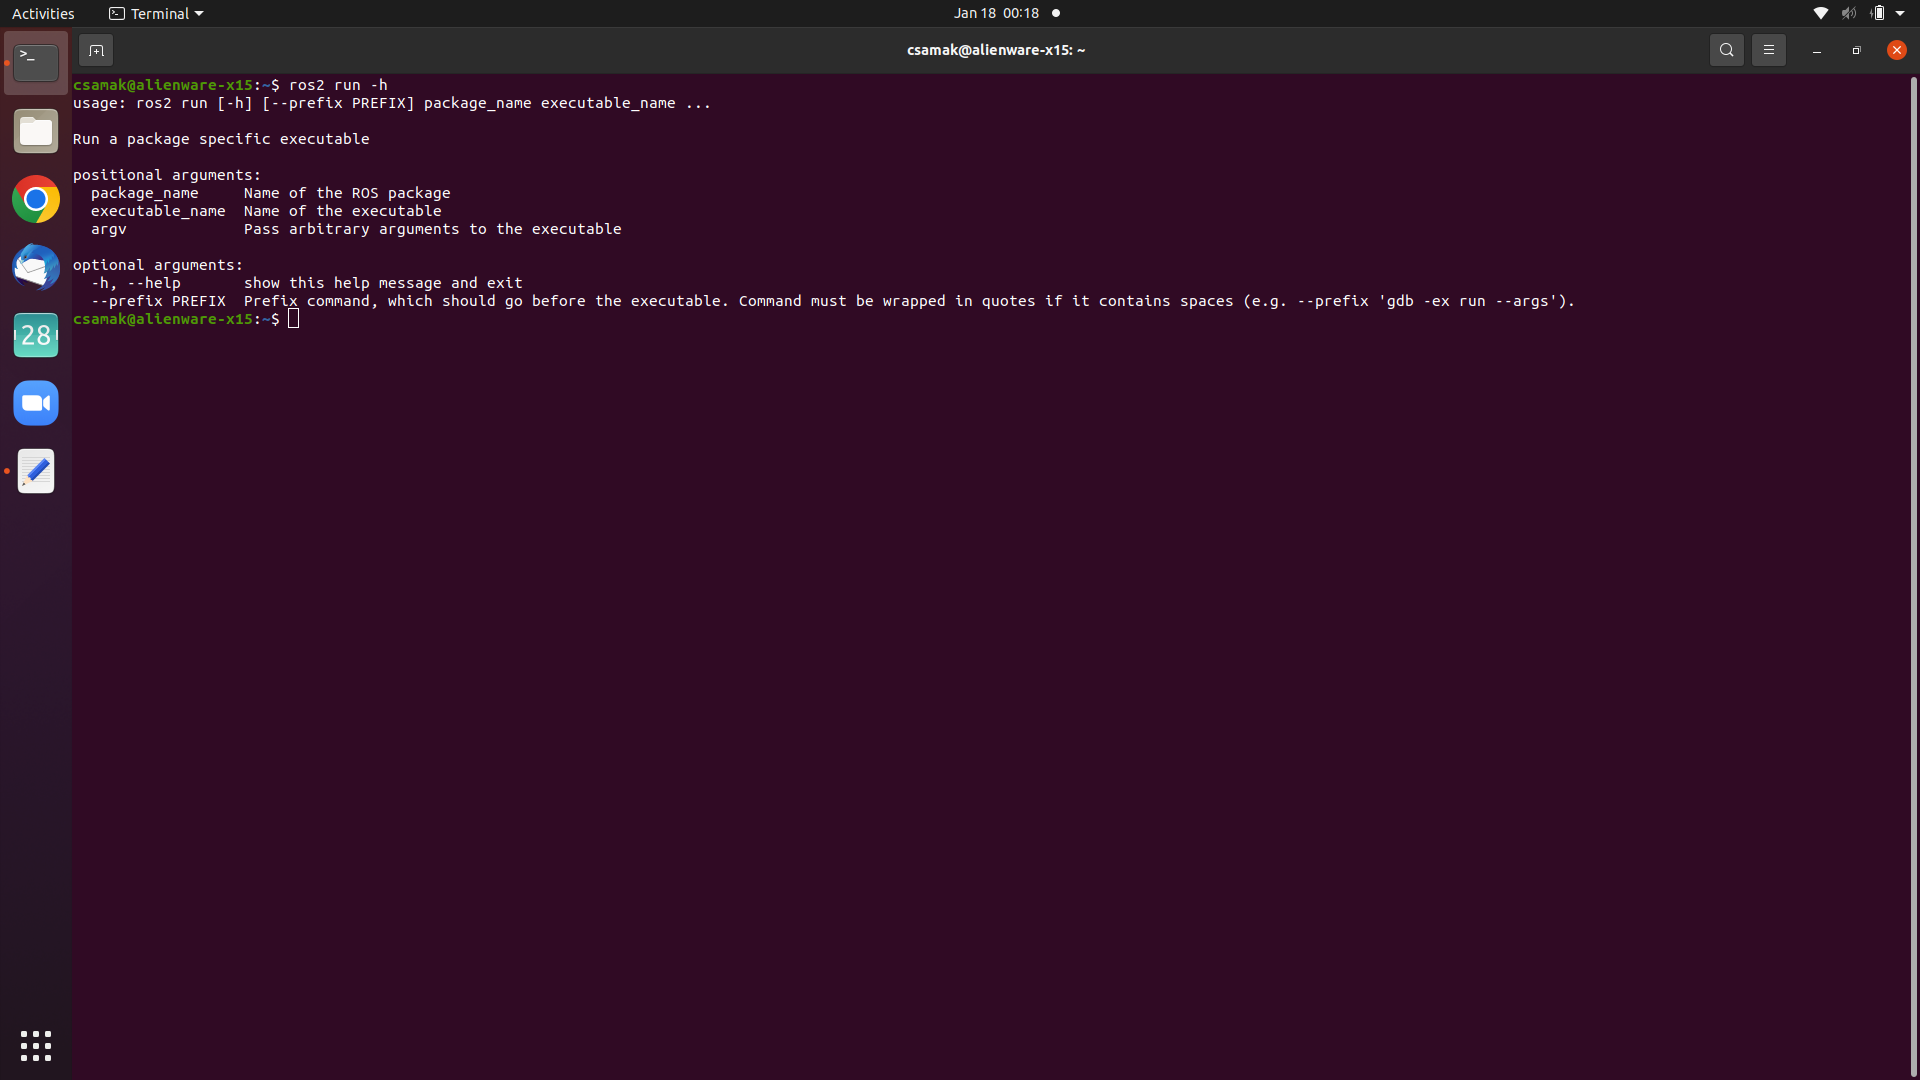 Activities Terminal Jan 18 00:18
csamak@alienware-x15: ~
csamak@alienware-x15:~$ ros2 run -h
usage: ros2 run [-h] [--prefix PREFIX] package_name executable_name ...
Run a package specific executable
positional arguments:
package_name Name of the ROS package
executable_name Name of the executable
argv Pass arbitrary arguments to the executable
optional arguments:
-h, --help show this help message and exit
--prefix PREFIX Prefix command, which should go before the executable. Command must be wrapped in quotes if it contains spaces (e.g. --prefix 'gdb -ex run --args').
csamak@alienware-x15:~$
>_
28